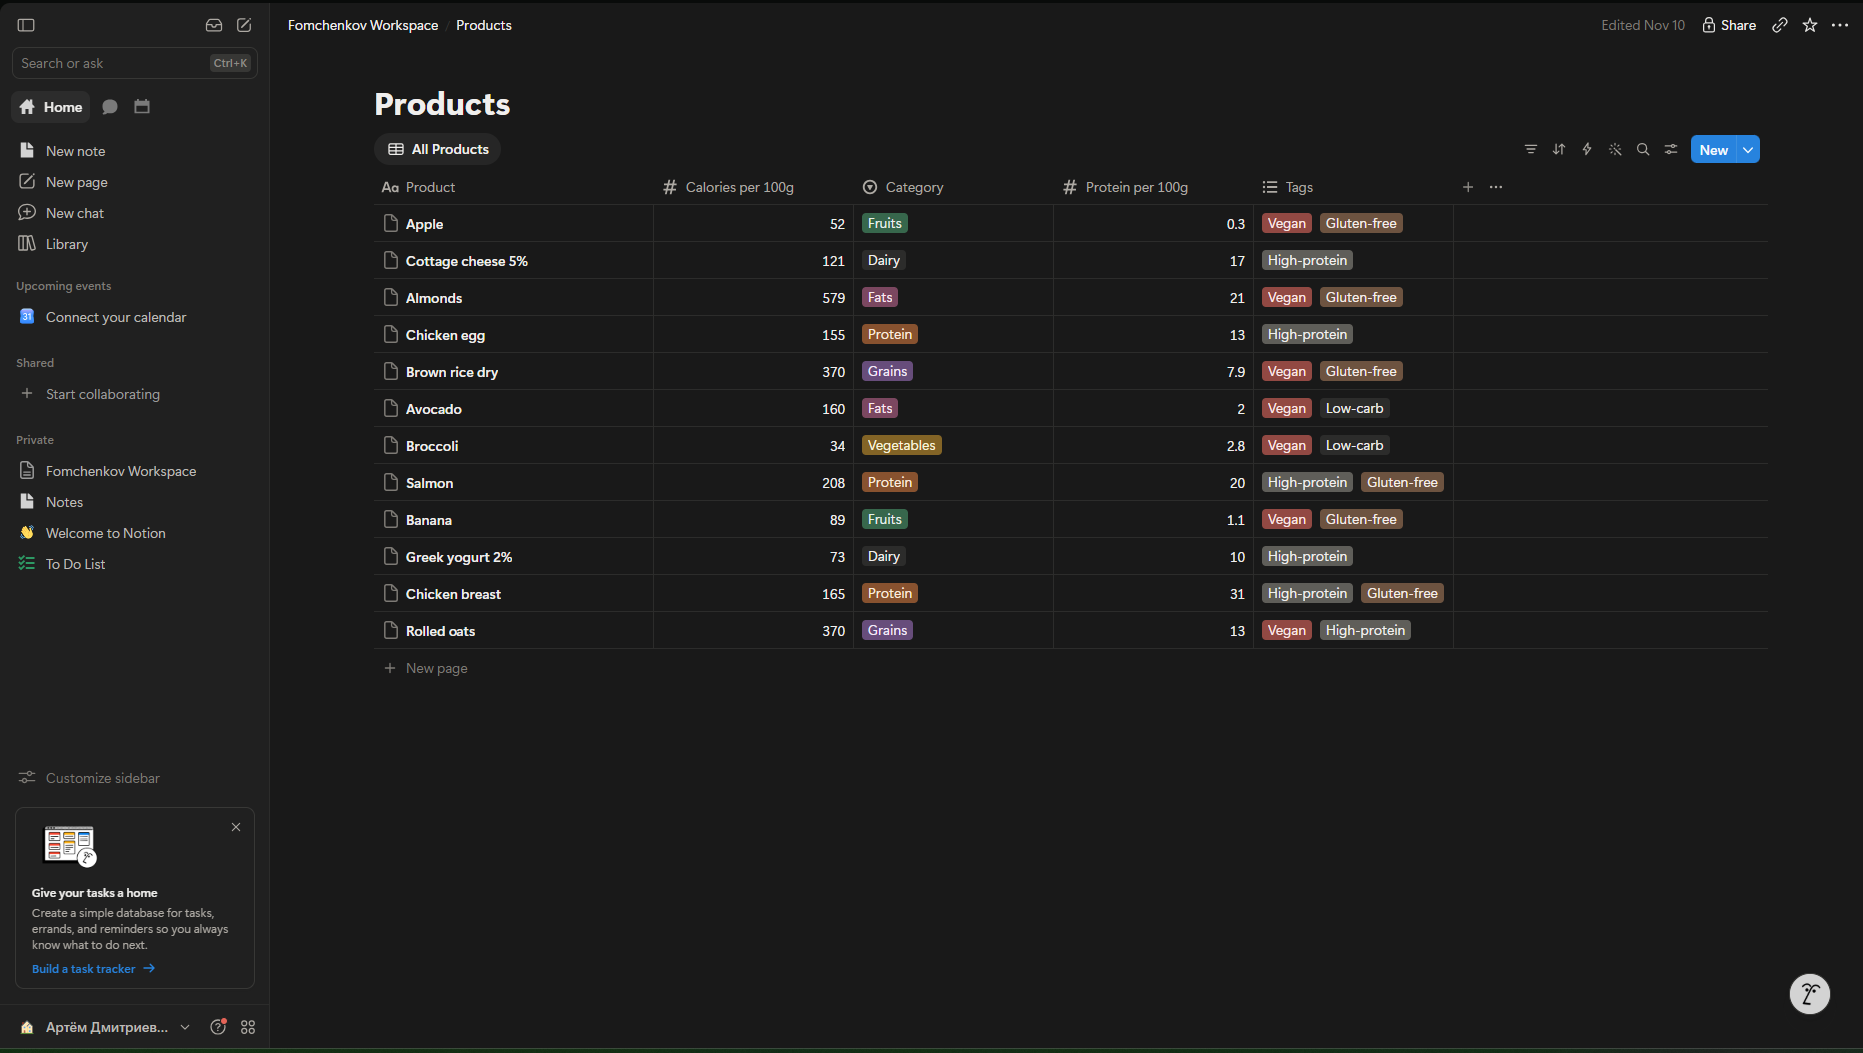 Fomchenkov Workspace / Products
Edited Nov 10
Share
Search or ask
Ctrl+K
Home
New note
New page
New chat
Library
Upcoming events
31
Connect your calendar
Shared
Start collaborating
Private
Fomchenkov Workspace
Notes
Welcome to Notion
To Do List
Customize sidebar
Give your tasks a home
Create a simple database for tasks,
errands, and reminders so you always
know what to do next.
Build a task tracker →
Артём Дмитриев...
Products
All Products
New
Aa Product # Calories per 100g Category # Protein per 100g Tags
Apple 52 Fruits 0.3 Vegan Gluten-free
Cottage cheese 5% 121 Dairy 17 High-protein
Almonds 579 Fats 21 Vegan Gluten-free
Chicken egg 155 Protein 13 High-protein
Brown rice dry 370 Grains 7.9 Vegan Gluten-free
Avocado 160 Fats 2 Vegan Low-carb
Broccoli 34 Vegetables 2.8 Vegan Low-carb
Salmon 208 Protein 20 High-protein Gluten-free
Banana 89 Fruits 1.1 Vegan Gluten-free
Greek yogurt 2% 73 Dairy 10 High-protein
Chicken breast 165 Protein 31 High-protein Gluten-free
Rolled oats 370 Grains 13 Vegan High-protein
+ New page